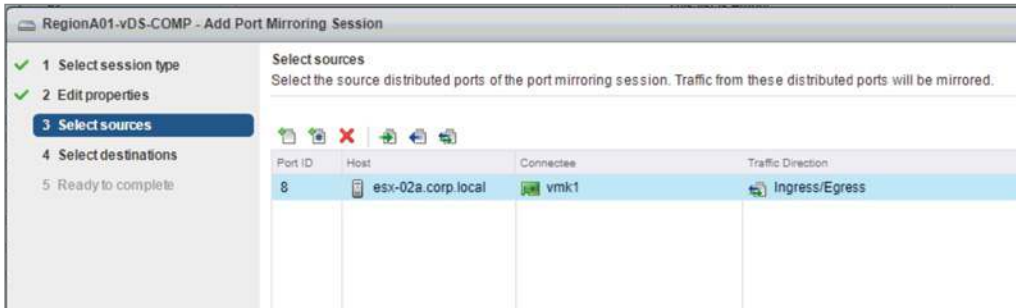 RegionA01-vDS-COMP - Add Port Mirroring Session
1 Select session type
2 Edit properties
3 Select sources
4 Select destinations
5 Ready to complete
Select sources
Select the source distributed ports of the port mirroring session. Traffic from these distributed ports will be mirrored.
Port ID Host Connectee Traffic Direction
8 esx-02a.corp.local vmk1 Ingress/Egress